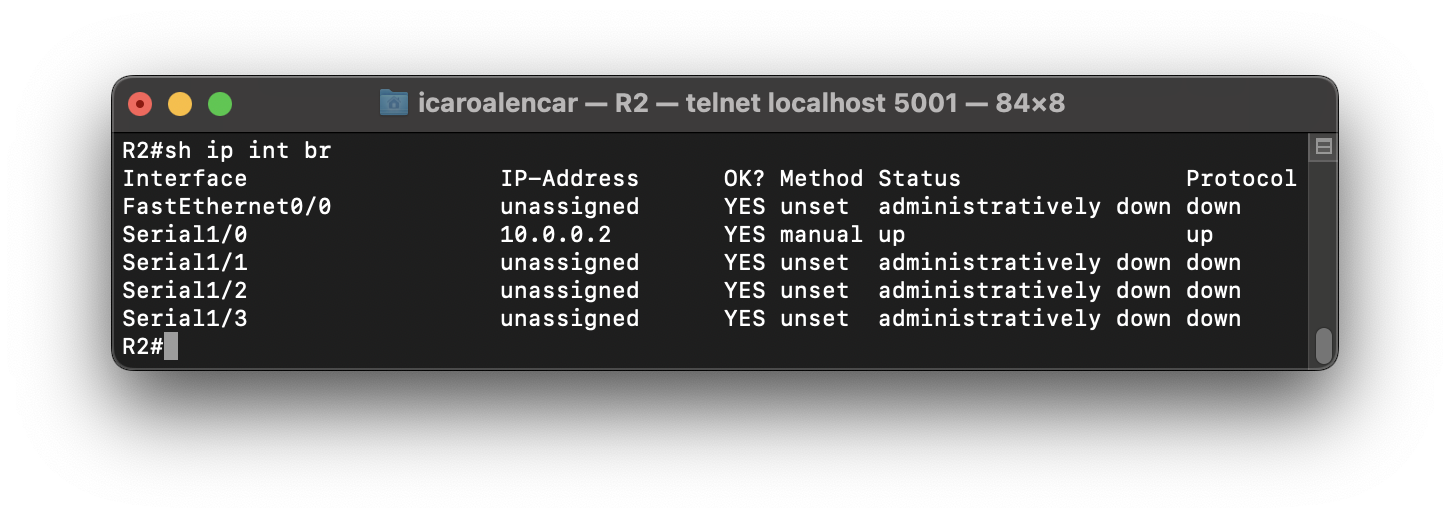 icaroalencar — R2 — telnet localhost 5001 — 84×8
R2#sh ip int br
Interface                  IP-Address      OK? Method Status                Protocol
FastEthernet0/0            unassigned      YES unset  administratively down down
Serial1/0                  10.0.0.2        YES manual up                    up
Serial1/1                  unassigned      YES unset  administratively down down
Serial1/2                  unassigned      YES unset  administratively down down
Serial1/3                  unassigned      YES unset  administratively down down
R2#